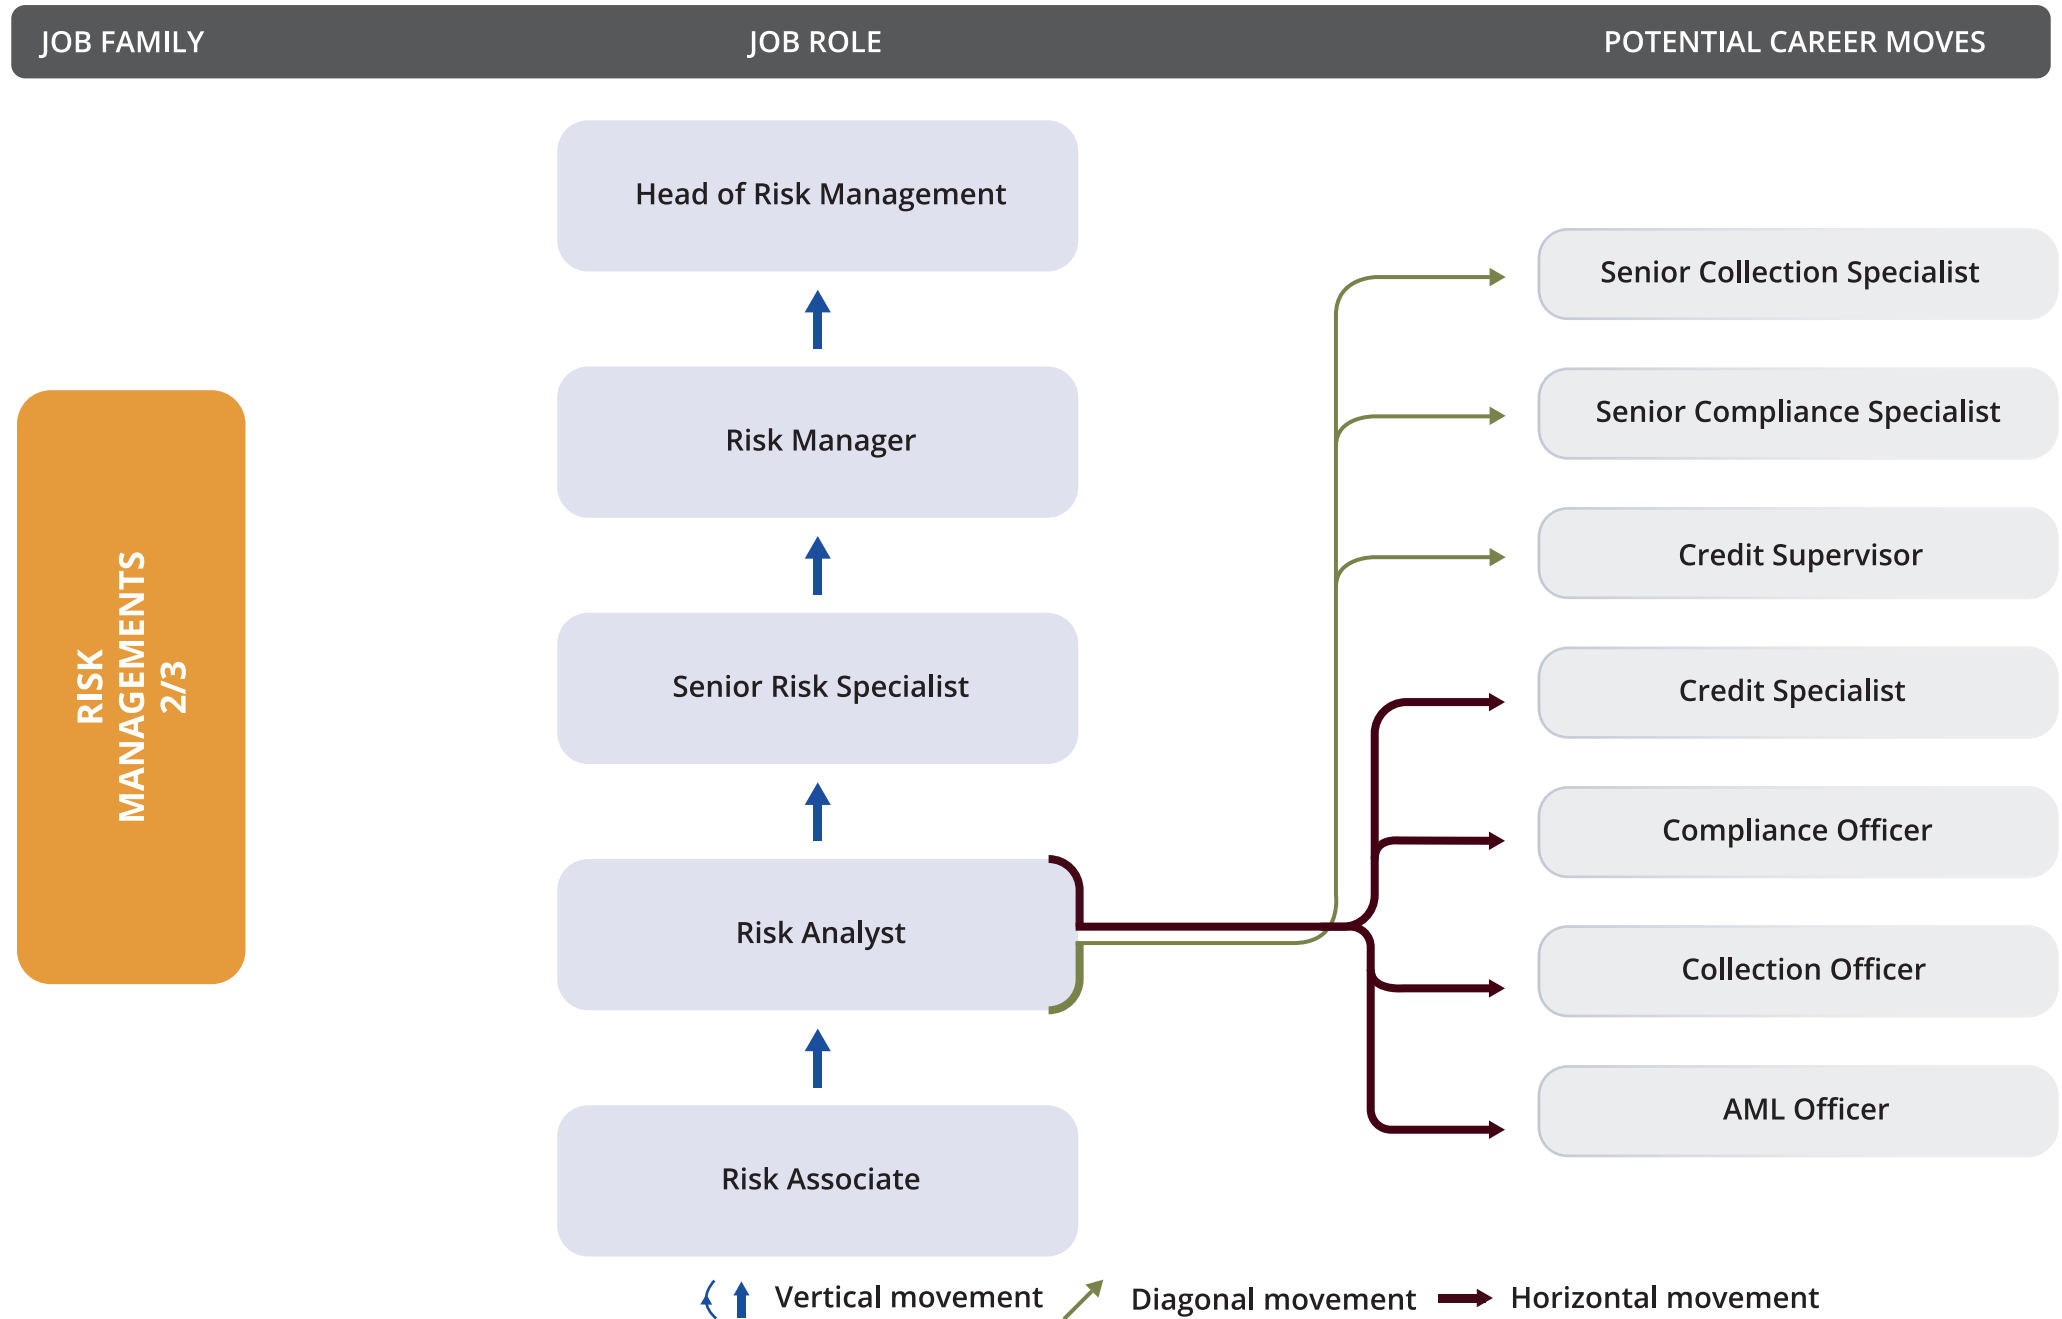 JOB FAMILY
JOB ROLE
POTENTIAL CAREER MOVES
RISK
MANAGEMENTS
2/3
Head of Risk Management
Risk Manager
Senior Risk Specialist
Risk Analyst
Risk Associate
Senior Collection Specialist
Senior Compliance Specialist
Credit Supervisor
Credit Specialist
Compliance Officer
Collection Officer
AML Officer
Vertical movement
Diagonal movement
Horizontal movement